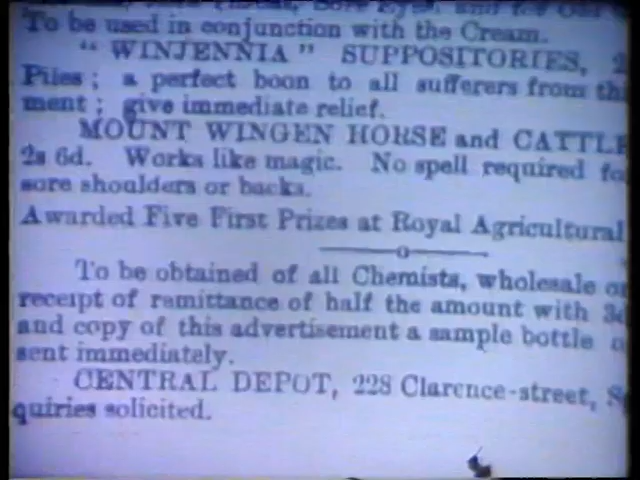 To be used in conjunction with the Cream.
"WINJENNIA" SUPPOSITORIES, 2
Piles; a perfect boon to all sufferers from th
ment; give immediate relief.
MOUNT WINGEN HORSE and CATTLE
2s 6d. Works like magic. No spell required fo
sore shoulders or backs.
Awarded Five First Prizes at Royal Agricultural
To be obtained of all Chemists, wholesale or
receipt of remittance of half the amount with 3d
and copy of this advertisement a sample bottle
sent immediately.
CENTRAL DEPOT, 228 Clarence-street, S
quiries solicited.